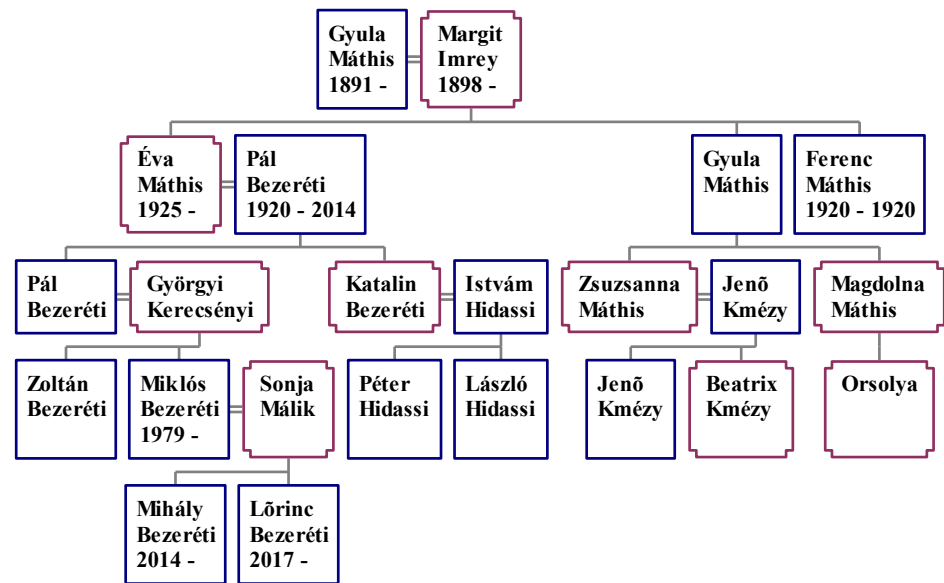 Gyula
Máthis
1891 -
Margit
Imrey
1898 -
Éva
Máthis
1925 -
Pál
Bezeréti
1920 - 2014
Gyula
Máthis
Ferenc
Máthis
1920 - 1920
Pál
Bezeréti
Györgyi
Kerecsényi
Katalin
Bezeréti
Istvám
Hidassi
Zsuzsanna
Máthis
Jenõ
Kmézy
Magdolna
Máthis
Zoltán
Bezeréti
Miklós
Bezeréti
1979 -
Sonja
Málik
Péter
Hidassi
László
Hidassi
Jenõ
Kmézy
Beatrix
Kmézy
Orsolya
Mihály
Bezeréti
2014 -
Lõrinc
Bezeréti
2017 -